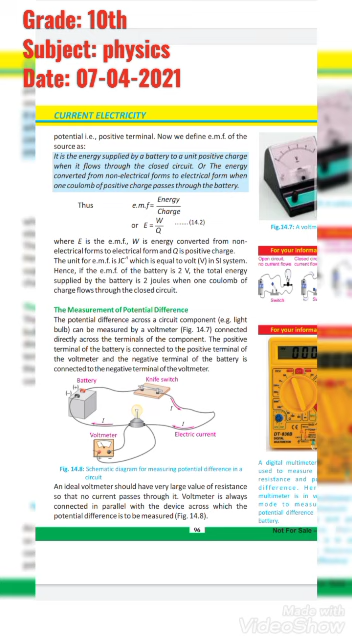 Grade: 10th
Subject: physics
Date: 07-04-2021
CURRENT ELECTRICITY
potential i.e., positive terminal. Now we define e.m.f. of the
source as:
It is the energy supplied by a battery to a unit positive charge
when it flows through the closed circuit. Or The energy
converted from non-electrical forms to electrical form when
one coulomb of positive charge passes through the battery.
Thus e.m.f = Energy / Charge
or E = W / Q ........ (14.2)
where E is the e.m.f., W is energy converted from non-
electrical forms to electrical form and Q is positive charge.
The unit for e.m.f. is JC⁻¹ which is equal to volt (V) in SI system.
Hence, if the e.m.f. of the battery is 2 V, the total energy
supplied by the battery is 2 joules when one coulomb of
charge flows through the closed circuit.
The Measurement of Potential Difference
The potential difference across a circuit component (e.g. light
bulb) can be measured by a voltmeter (Fig. 14.7) connected
directly across the terminals of the component. The positive
terminal of the battery is connected to the positive terminal of
the voltmeter and the negative terminal of the battery is
connected to the negative terminal of the voltmeter.
Battery
Knife switch
(+)
(-)
I
I
I
Voltmeter
Electric current
Fig. 14.8: Schematic diagram for measuring potential difference in a
circuit
An ideal voltmeter should have very large value of resistance
so that no current passes through it. Voltmeter is always
connected in parallel with the device across which the
potential difference is to be measured (Fig. 14.8).
96
Fig.14.7: A voltm
For your Informa
Open circuit,
no current flows
Closed circ
current flow
Switch
For your Informa
000
DT-830B
A digital multimeter
used to measure
resistance and p
difference. Her
multimeter is in v
mode to measu
potential difference
battery.
Not For Sale -
Made with
VideoShow